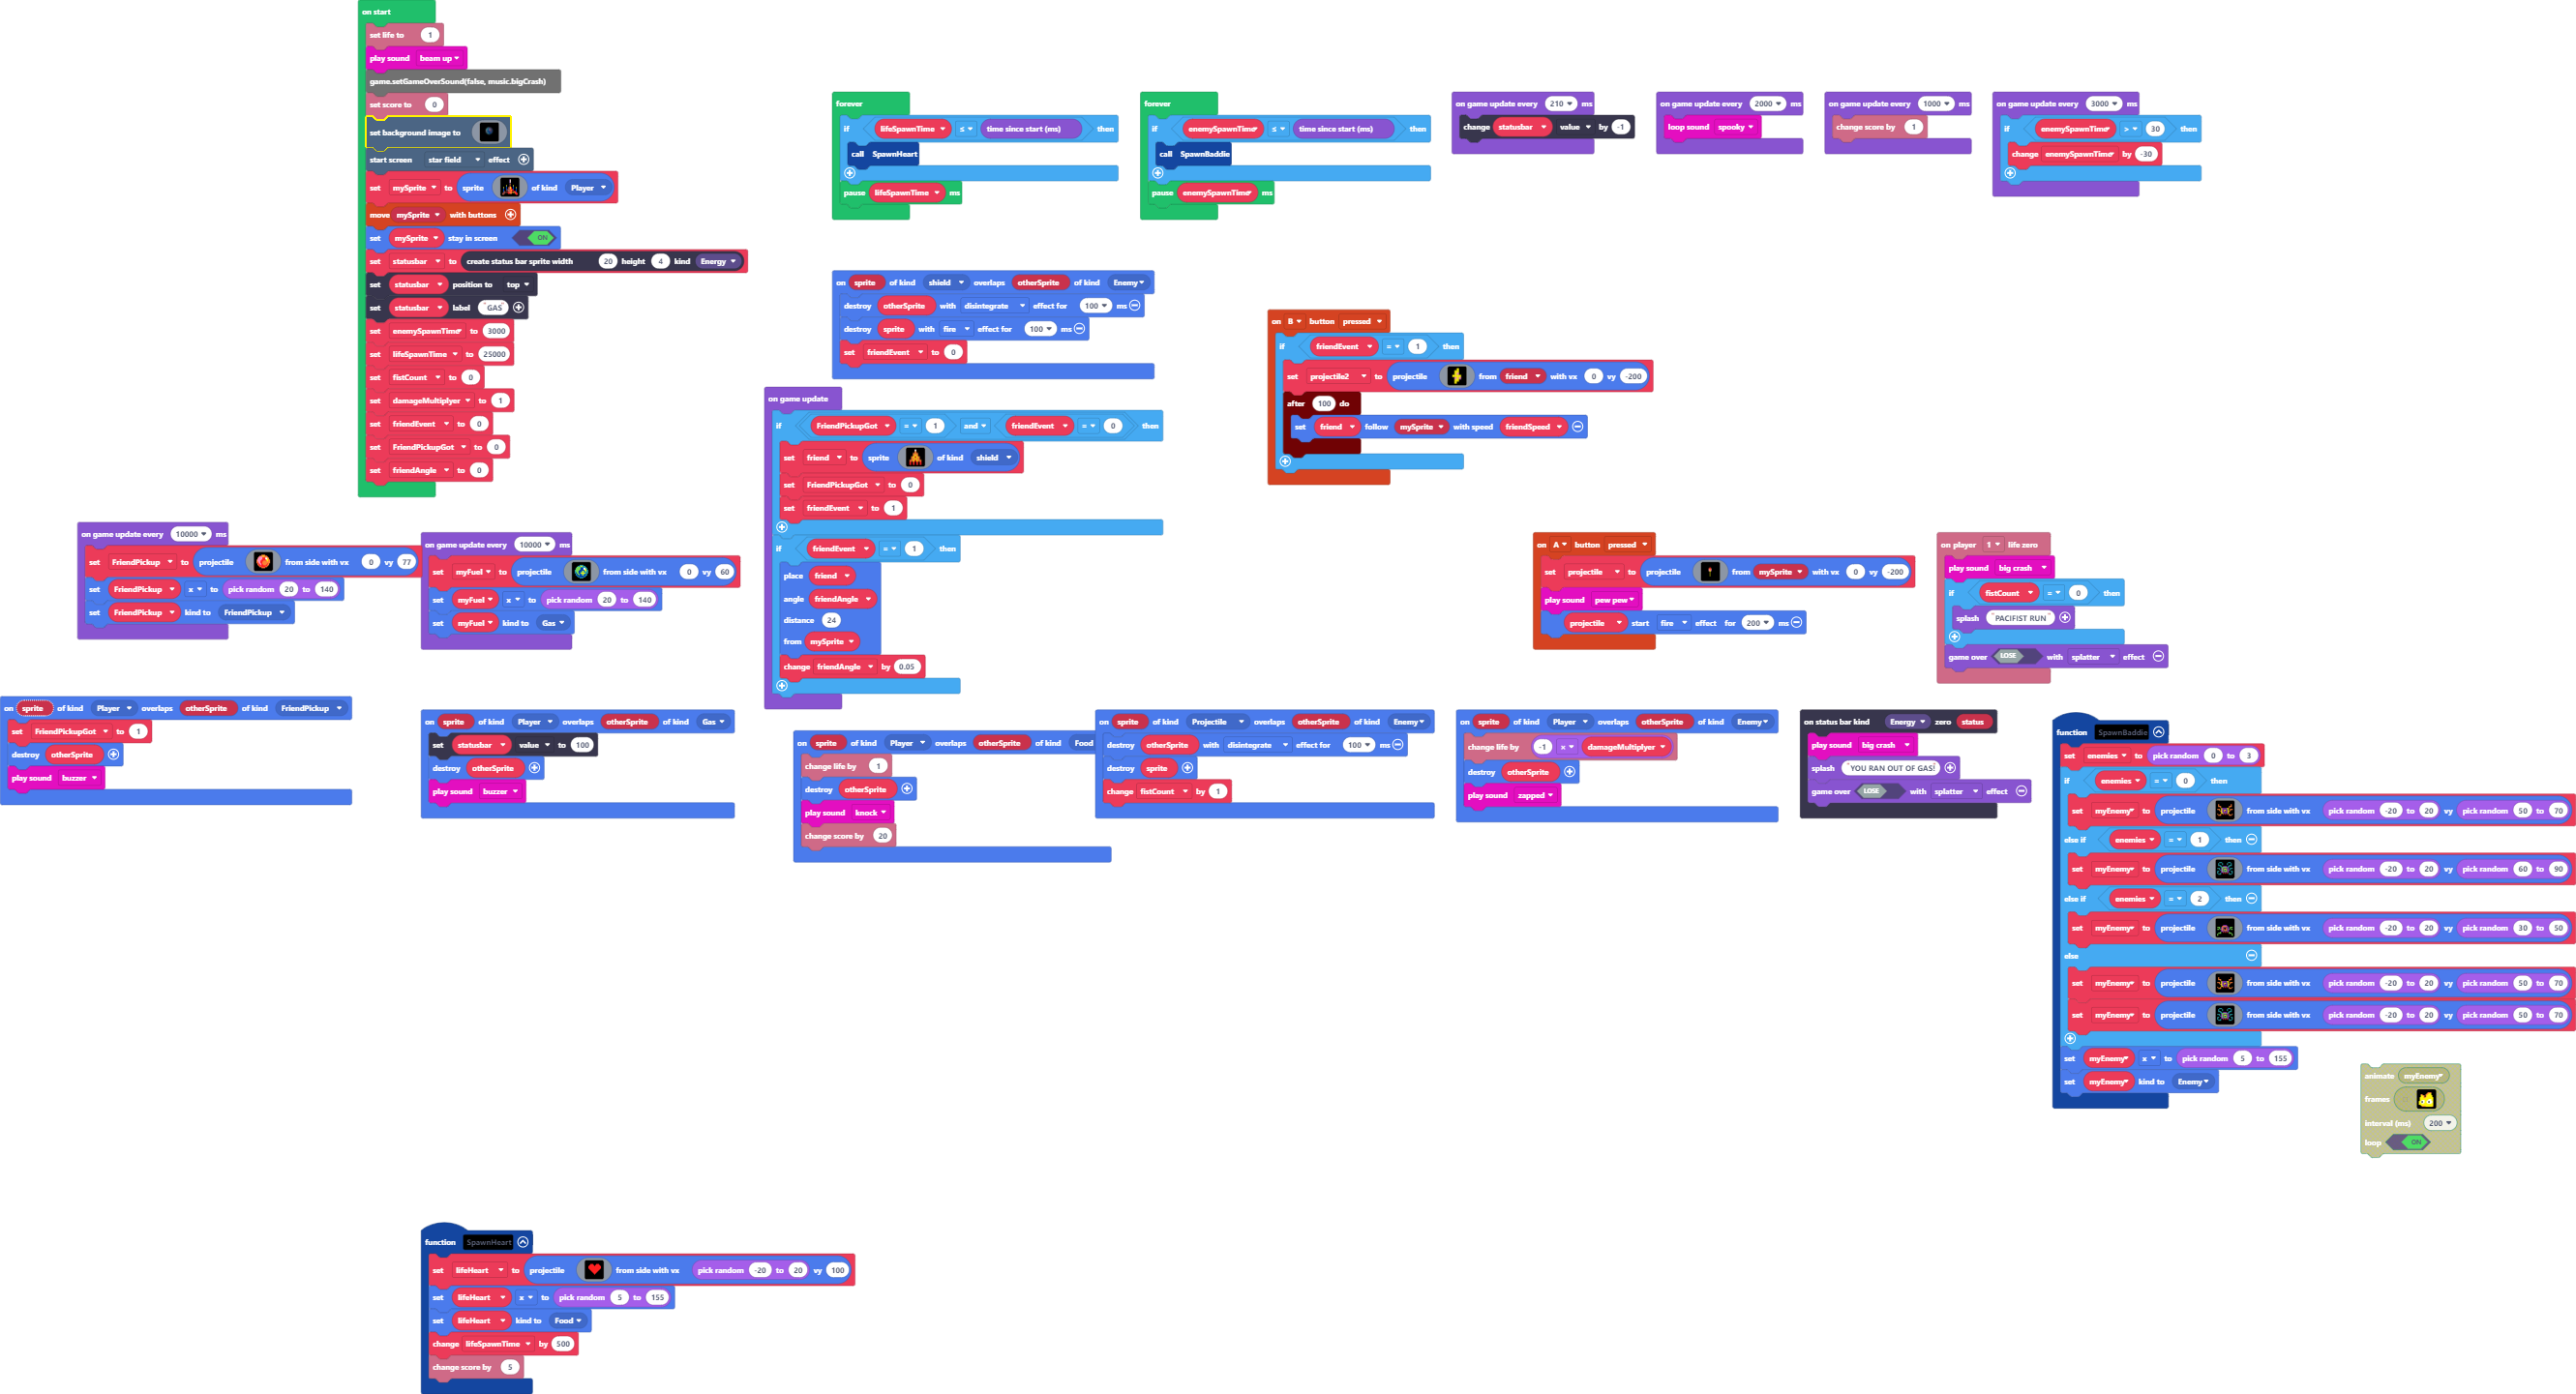 on start
set life to 1
play sound beam up
game.setGameOverSound(false, music.bigCrash)
set score to 0
set background image to
start screen star field effect
set mySprite to sprite of kind Player
move mySprite with buttons
set mySprite stay in screen ON
set statusbar to create status bar sprite width 20 height 4 kind Energy
set statusbar position to top
set statusbar label "GAS"
set enemySpawnTime to 3000
set lifeSpawnTime to 25000
set fistCount to 0
set damageMultiplyer to 1
set friendEvent to 0
set FriendPickupGot to 0
set friendAngle to 0
forever
if lifeSpawnTime ≤ time since start (ms) then
call SpawnHeart
pause lifeSpawnTime ms
forever
if enemySpawnTime ≤ time since start (ms) then
call SpawnBaddie
pause enemySpawnTime ms
on game update every 210 ms
change statusbar value by -1
on game update every 2000 ms
loop sound spooky
on game update every 1000 ms
change score by 1
on game update every 3000 ms
if enemySpawnTime > 30 then
change enemySpawnTime by -30
on sprite of kind shield overlaps otherSprite of kind Enemy
destroy otherSprite with disintegrate effect for 100 ms
destroy sprite with fire effect for 100 ms
set friendEvent to 0
on B button pressed
if friendEvent = 1 then
set projectile2 to projectile from friend with vx 0 vy -200
after 100 do
set friend follow mySprite with speed friendSpeed
on game update
if FriendPickupGot = 1 and friendEvent = 0 then
set friend to sprite of kind shield
set FriendPickupGot to 0
set friendEvent to 1
if friendEvent = 1 then
place friend
angle friendAngle
distance 24
from mySprite
change friendAngle by 0.05
on game update every 10000 ms
set FriendPickup to projectile from side with vx 0 vy 77
set FriendPickup x to pick random 20 to 140
set FriendPickup kind to FriendPickup
on game update every 10000 ms
set myFuel to projectile from side with vx 0 vy 60
set myFuel x to pick random 20 to 140
set myFuel kind to Gas
on A button pressed
set projectile to projectile from mySprite with vx 0 vy -200
play sound pew pew
projectile start fire effect for 200 ms
on player 1 life zero
play sound big crash
if fistCount = 0 then
splash "PACIFIST RUN"
game over LOSE with splatter effect
on sprite of kind Player overlaps otherSprite of kind FriendPickup
set FriendPickupGot to 1
destroy otherSprite
play sound buzzer
on sprite of kind Player overlaps otherSprite of kind Gas
set statusbar value to 100
destroy otherSprite
play sound buzzer
on sprite of kind Player overlaps otherSprite of kind Food
change life by 1
destroy otherSprite
play sound knock
change score by 20
on sprite of kind Projectile overlaps otherSprite of kind Enemy
destroy otherSprite with disintegrate effect for 100 ms
destroy sprite
change fistCount by 1
on sprite of kind Player overlaps otherSprite of kind Enemy
change life by -1 x damageMultiplyer
destroy otherSprite
play sound zapped
on status bar kind Energy zero status
play sound big crash
splash "YOU RAN OUT OF GAS!
game over LOSE with splatter effect
function SpawnBaddie
set enemies to pick random 0 to 3
if enemies = 0 then
set myEnemy to projectile from side with vx pick random -20 to 20 vy pick random 50 to 70
else if enemies = 1 then
set myEnemy to projectile from side with vx pick random -20 to 20 vy pick random 60 to 90
else if enemies = 2 then
set myEnemy to projectile from side with vx pick random -20 to 20 vy pick random 30 to 50
else
set myEnemy to projectile from side with vx pick random -20 to 20 vy pick random 50 to 70
set myEnemy to projectile from side with vx pick random -20 to 20 vy pick random 50 to 70
set myEnemy x to pick random 5 to 155
set myEnemy kind to Enemy
animate myEnemy
frames
interval (ms) 200
loop ON
function SpawnHeart
set lifeHeart to projectile from side with vx pick random -20 to 20 vy 100
set lifeHeart x to pick random 5 to 155
set lifeHeart kind to Food
change lifeSpawnTime by 500
change score by 5